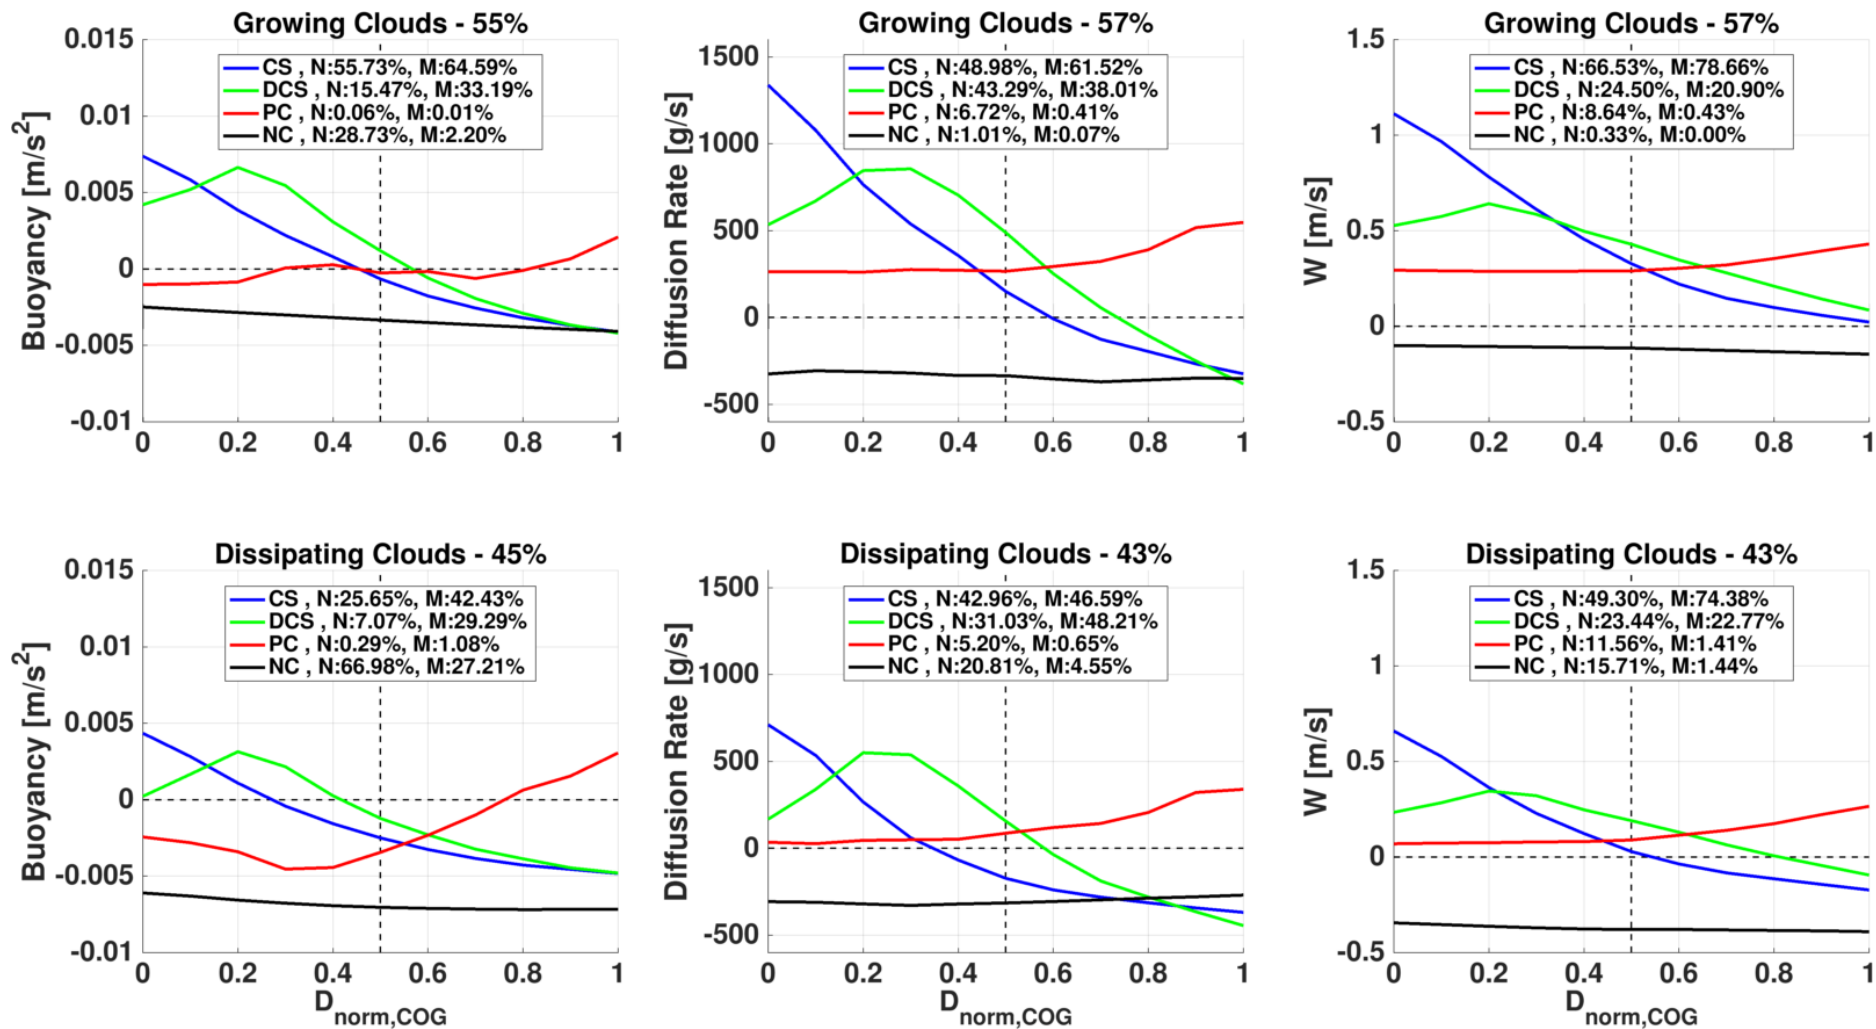 Growing Clouds - 55%
CS , N:55.73%, M:64.59%
DCS , N:15.47%, M:33.19%
PC , N:0.06%, M:0.01%
NC , N:28.73%, M:2.20%
Buoyancy [m/s²]
0.015
0.01
0.005
0
-0.005
-0.01
0 0.2 0.4 0.6 0.8 1
Growing Clouds - 57%
CS , N:48.98%, M:61.52%
DCS , N:43.29%, M:38.01%
PC , N:6.72%, M:0.41%
NC , N:1.01%, M:0.07%
Diffusion Rate [g/s]
1500
1000
500
0
-500
0 0.2 0.4 0.6 0.8 1
Growing Clouds - 57%
CS , N:66.53%, M:78.66%
DCS , N:24.50%, M:20.90%
PC , N:8.64%, M:0.43%
NC , N:0.33%, M:0.00%
W [m/s]
1.5
1
0.5
0
-0.5
0 0.2 0.4 0.6 0.8 1
Dissipating Clouds - 45%
CS , N:25.65%, M:42.43%
DCS , N:7.07%, M:29.29%
PC , N:0.29%, M:1.08%
NC , N:66.98%, M:27.21%
Buoyancy [m/s²]
0.015
0.01
0.005
0
-0.005
-0.01
0 0.2 0.4 0.6 0.8 1
D norm,COG
Dissipating Clouds - 43%
CS , N:42.96%, M:46.59%
DCS , N:31.03%, M:48.21%
PC , N:5.20%, M:0.65%
NC , N:20.81%, M:4.55%
Diffusion Rate [g/s]
1500
1000
500
0
-500
0 0.2 0.4 0.6 0.8 1
D norm,COG
Dissipating Clouds - 43%
CS , N:49.30%, M:74.38%
DCS , N:23.44%, M:22.77%
PC , N:11.56%, M:1.41%
NC , N:15.71%, M:1.44%
W [m/s]
1.5
1
0.5
0
-0.5
0 0.2 0.4 0.6 0.8 1
D norm,COG